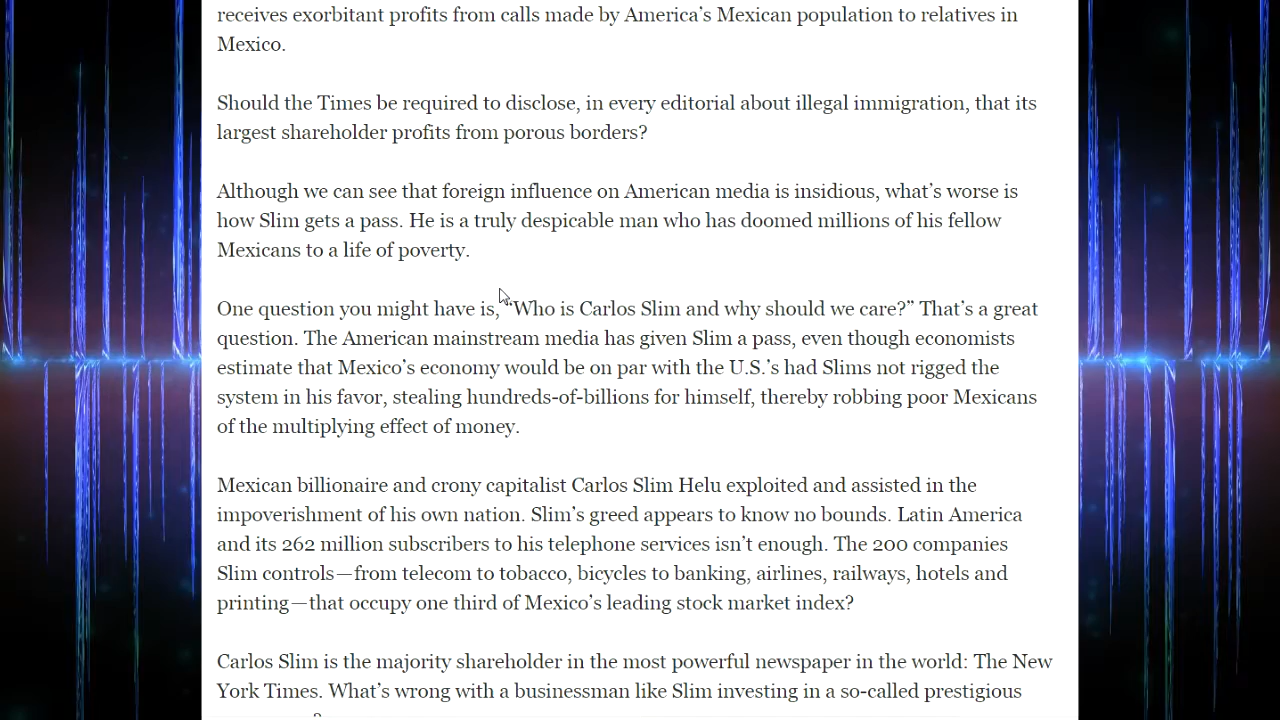 receives exorbitant profits from calls made by America’s Mexican population to relatives in
Mexico.
Should the Times be required to disclose, in every editorial about illegal immigration, that its
largest shareholder profits from porous borders?
Although we can see that foreign influence on American media is insidious, what’s worse is
how Slim gets a pass. He is a truly despicable man who has doomed millions of his fellow
Mexicans to a life of poverty.
One question you might have is, “Who is Carlos Slim and why should we care?” That’s a great
question. The American mainstream media has given Slim a pass, even though economists
estimate that Mexico’s economy would be on par with the U.S.’s had Slims not rigged the
system in his favor, stealing hundreds-of-billions for himself, thereby robbing poor Mexicans
of the multiplying effect of money.
Mexican billionaire and crony capitalist Carlos Slim Helu exploited and assisted in the
impoverishment of his own nation. Slim’s greed appears to know no bounds. Latin America
and its 262 million subscribers to his telephone services isn’t enough. The 200 companies
Slim controls—from telecom to tobacco, bicycles to banking, airlines, railways, hotels and
printing—that occupy one third of Mexico’s leading stock market index?
Carlos Slim is the majority shareholder in the most powerful newspaper in the world: The New
York Times. What’s wrong with a businessman like Slim investing in a so-called prestigious